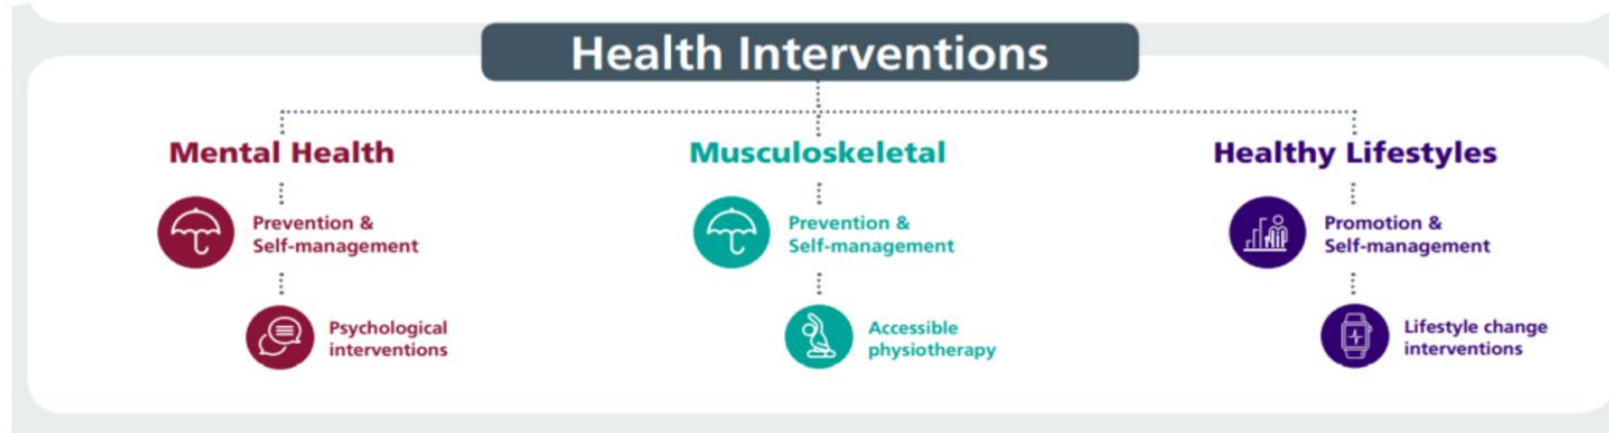 Health Interventions
Mental Health
Prevention &
Self-management
Psychological
interventions
Musculoskeletal
Prevention &
Self-management
Accessible
physiotherapy
Healthy Lifestyles
Promotion &
Self-management
Lifestyle change
interventions